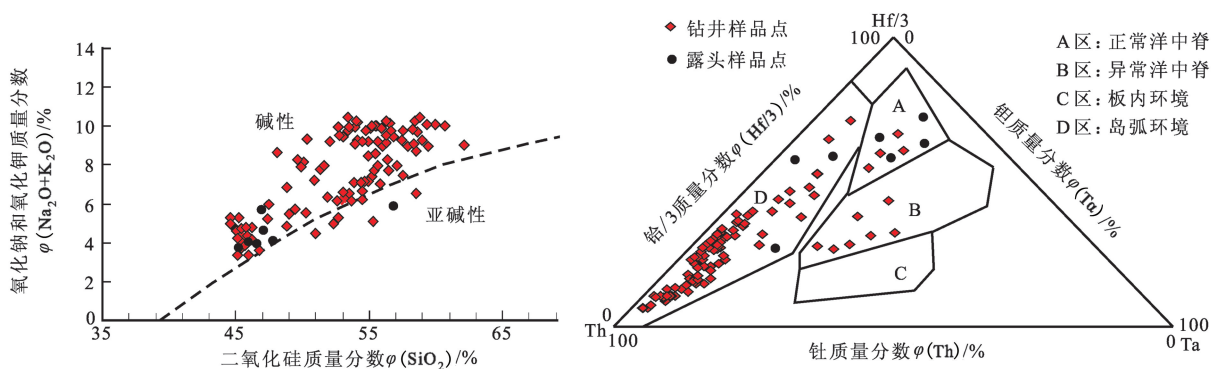 氧化钠和氧化钾质量分数
φ(Na₂O+K₂O)/%
14
12
10
8
6
4
2
0
35
45
55
65
碱性
亚碱性
二氧化硅质量分数φ(SiO₂)/%
钻井样品点
露头样品点
Hf/3
100
0
A区：正常洋中脊
B区：异常洋中脊
C区：板内环境
D区：岛弧环境
铪/3质量分数φ(Hf/3)/%
钽质量分数φ(Ta)/%
A
B
C
D
0
Th
100
100
0 Ta
钍质量分数φ(Th)/%